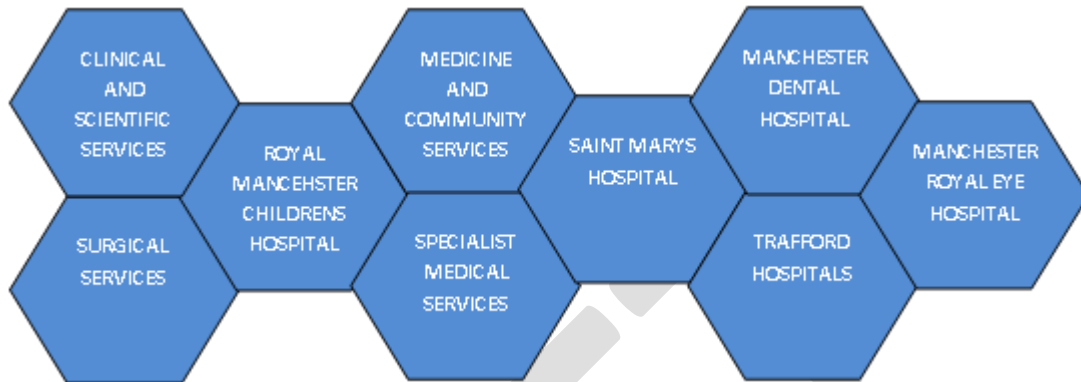 CLINICAL
AND
SCIENTIFIC
SERVICES
SURGICAL
SERVICES
ROYAL
MANCEHSTER
CHILDRENS
HOSPITAL
MEDICINE
AND
COMMUNITY
SERVICES
SPECIALIST
MEDICAL
SERVICES
SAINT MARYS
HOSPITAL
MANCHESTER
DENTAL
HOSPITAL
TRAFFORD
HOSPITALS
MANCHESTER
ROYAL EYE
HOSPITAL